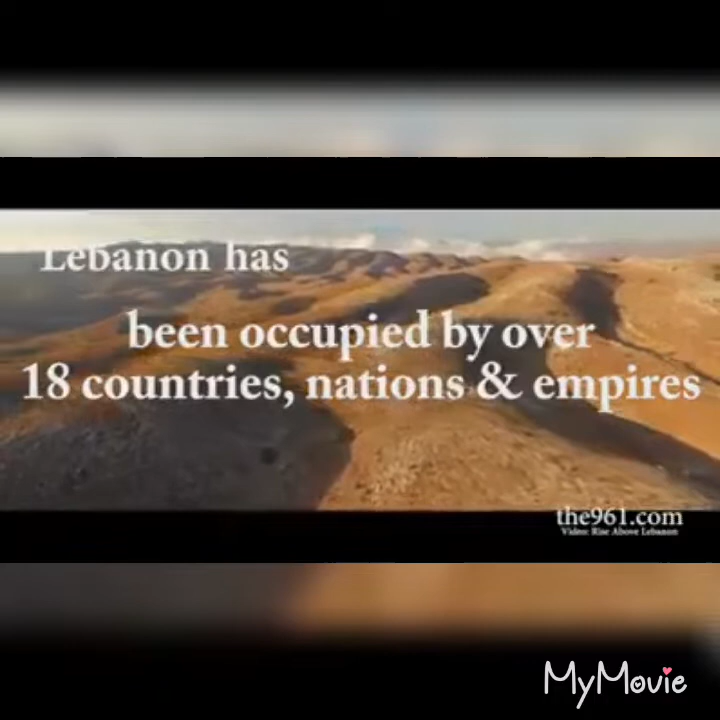 Lebanon has
been occupied by over
18 countries, nations & empires
the961.com
Video: Rise Above Lebanon
MyMovie